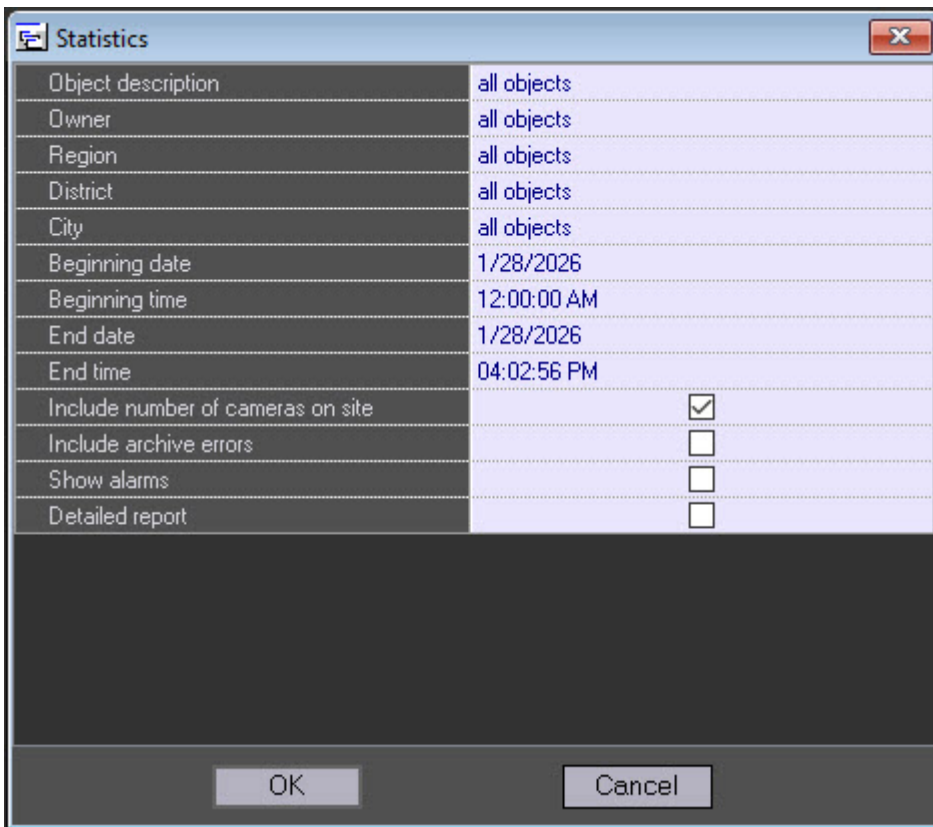 Statistics
Object description all objects
Owner all objects
Region all objects
District all objects
City all objects
Beginning date 1/28/2026
Beginning time 12:00:00 AM
End date 1/28/2026
End time 04:02:56 PM
Include number of cameras on site
Include archive errors
Show alarms
Detailed report
OK Cancel